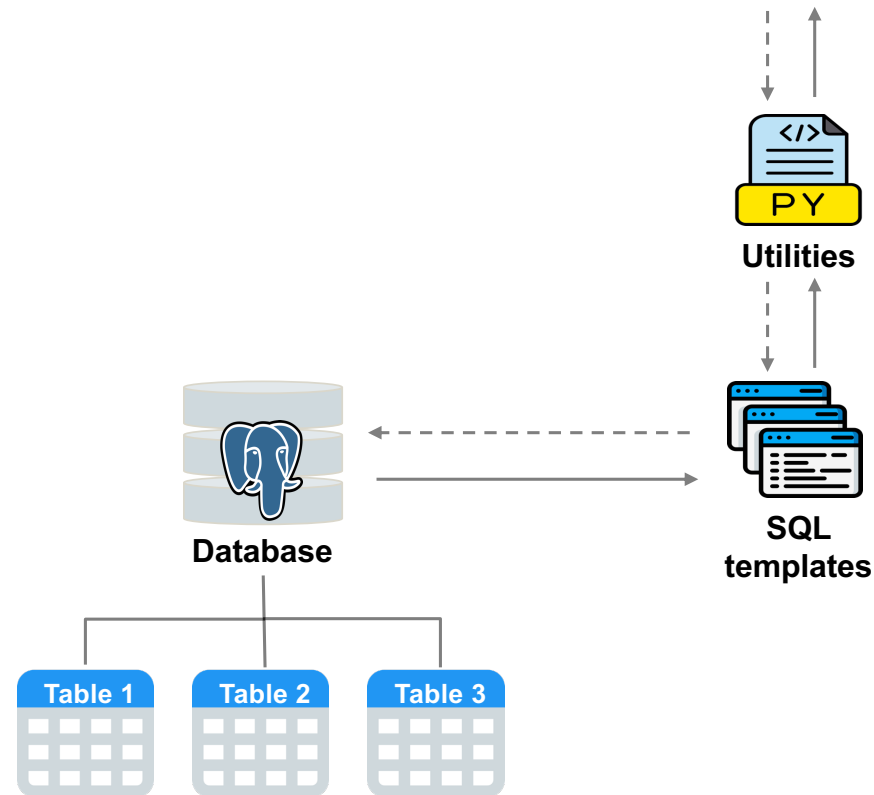 </>
PY
Utilities
SQL
templates
Database
Table 1
Table 2
Table 3